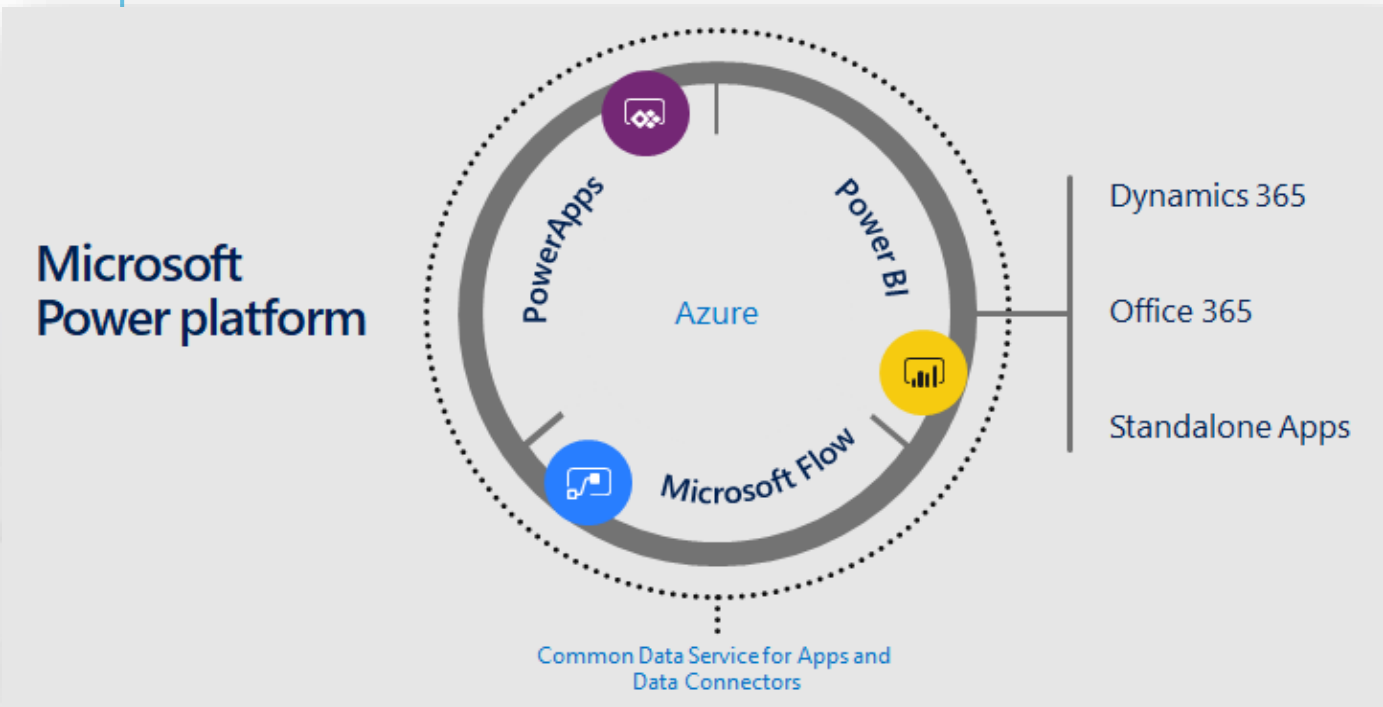 Microsoft
Power platform
PowerApps
Power BI
Microsoft Flow
Azure
Dynamics 365
Office 365
Standalone Apps
Common Data Service for Apps and
Data Connectors